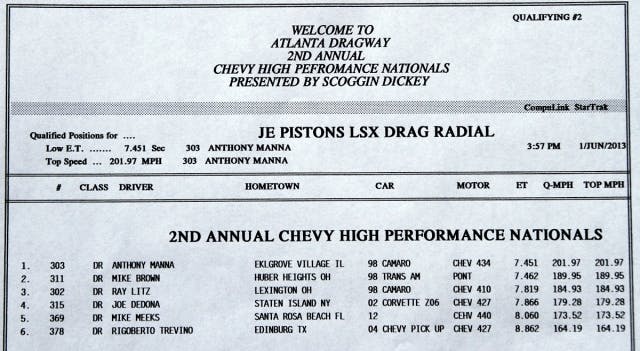 QUALIFYING #2
WELCOME TO
ATLANTA DRAGWAY
2ND ANNUAL
CHEVY HIGH PEFROMANCE NATIONALS
PRESENTED BY SCOGGIN DICKEY
CompuLink StarTrak
Qualified Positions for .... JE PISTONS LSX DRAG RADIAL
Low E.T. ....... 7.451 Sec 303 ANTHONY MANNA 3:57 PM 1/JUN/2013
Top Speed ... 201.97 MPH 303 ANTHONY MANNA
# CLASS DRIVER HOMETOWN CAR MOTOR ET Q-MPH TOP MPH
2ND ANNUAL CHEVY HIGH PERFORMANCE NATIONALS
1. 303 DR ANTHONY MANNA EKLGROVE VILLAGE IL 98 CAMARO CHEV 434 7.451 201.97 201.97
2. 311 DR MIKE BROWN HUBER HEIGHTS OH 98 TRANS AM PONT 7.462 189.95 189.95
3. 302 DR RAY LITZ LEXINGTON OH 98 CAMARO CHEV 410 7.819 184.93 184.93
4. 315 DR JOE DEDONA STATEN ISLAND NY 02 CORVETTE Z06 CHEV 427 7.866 179.28 179.28
5. 369 DR MIKE MEEKS SANTA ROSA BEACH FL 12 CEHV 440 8.060 173.52 173.52
6. 378 DR RIGOBERTO TREVINO EDINBURG TX 04 CHEVY PICK UP CHEV 427 8.862 164.19 164.19